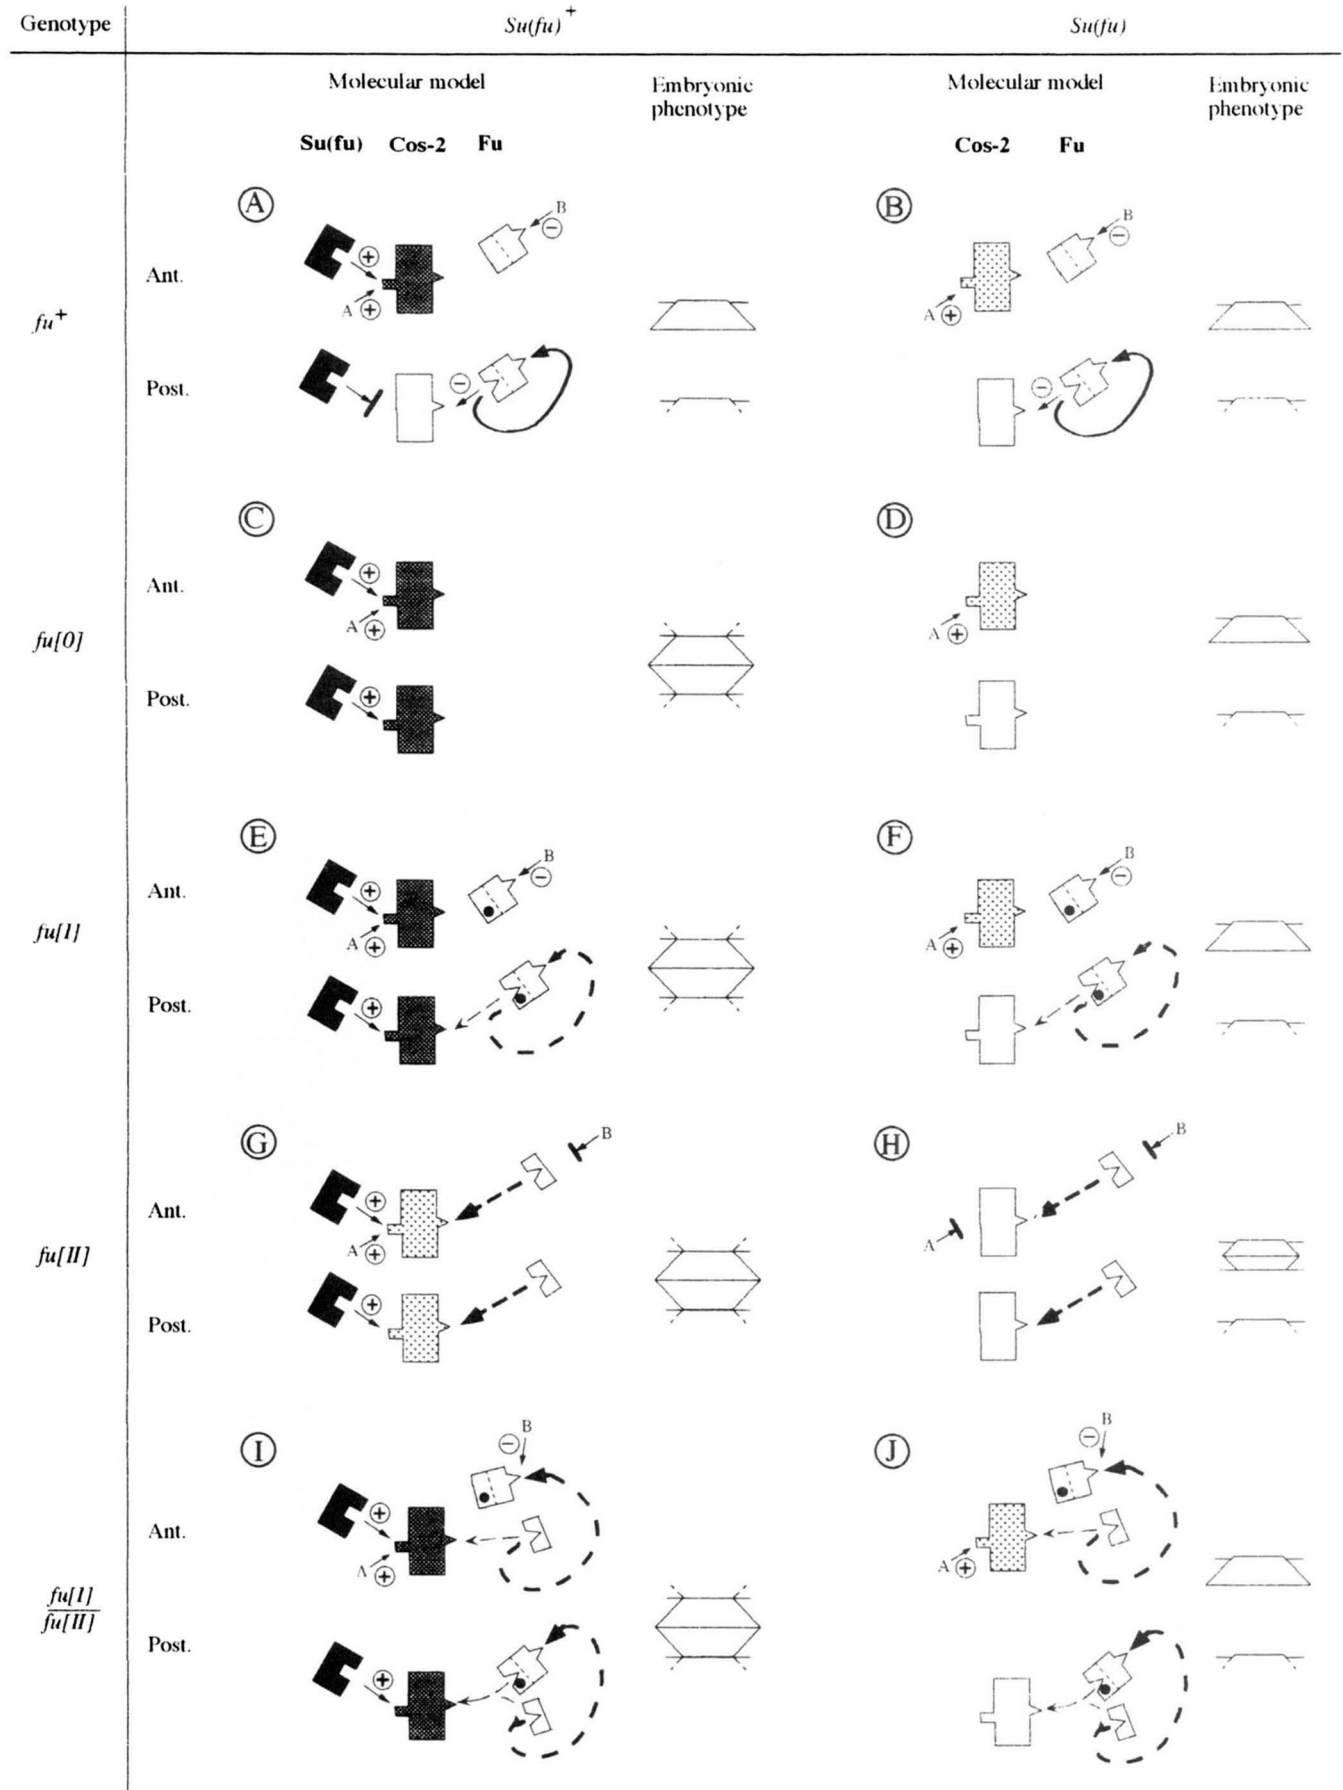 Genotype Su(fu)+ Su(fu)
Molecular model Embryonic phenotype Molecular model Embryonic phenotype
Su(fu) Cos-2 Fu Cos-2 Fu
fu+
A B
Ant. + A + B - A + B -
Post. - -
fu[0]
C D
Ant. + A + A +
Post. +
fu[I]
E F
Ant. + A + B - A + B -
Post. +
fu[II]
G H
Ant. + A + B A B
Post. +
fu[I]
fu[II]
I J
Ant. + A + B - A + B -
Post. +